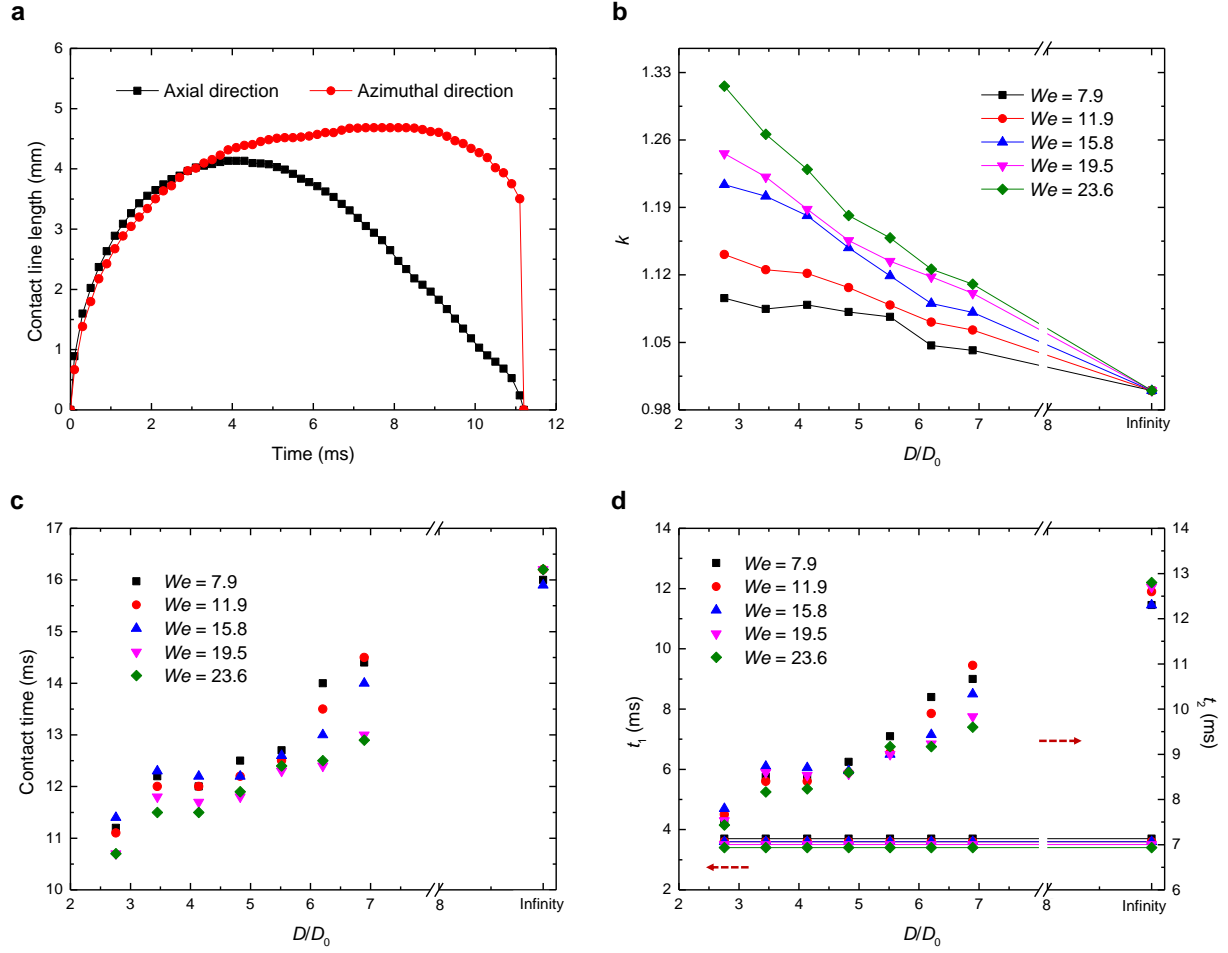 a
Axial direction
Azimuthal direction
7
6
5
4
3
2
1
0
Contact line length (mm)
0 2 4 6 8 10 12
Time (ms)
b
We = 7.9
We = 11.9
We = 15.8
We = 19.5
We = 23.6
1.33
1.26
1.19
1.12
1.05
0.98
k
2 3 4 5 6 7 8 Infinity
D/D0
c
We = 7.9
We = 11.9
We = 15.8
We = 19.5
We = 23.6
17
16
15
14
13
12
11
10
Contact time (ms)
2 3 4 5 6 7 8 Infinity
D/D0
d
We = 7.9
We = 11.9
We = 15.8
We = 19.5
We = 23.6
14
12
10
8
6
4
2
t1 (ms)
14
13
12
11
10
9
8
7
6
t2 (ms)
2 3 4 5 6 7 8 Infinity
D/D0